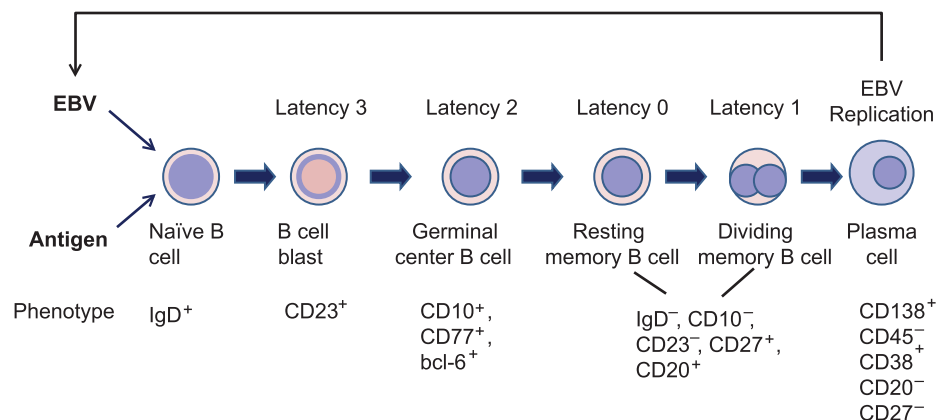 EBV
Latency 3
Latency 2
Latency 0
Latency 1
EBV
Replication
Antigen
Naïve B
cell
B cell
blast
Germinal
center B cell
Resting
memory B cell
Dividing
memory B cell
Plasma
cell
Phenotype
IgD⁺
CD23⁺
CD10⁺,
CD77⁺,
bcl-6⁺
IgD⁻, CD10⁻,
CD23⁻, CD27⁺,
CD20⁺
CD138⁺
CD45⁻
CD38⁺
CD20⁻
CD27⁻